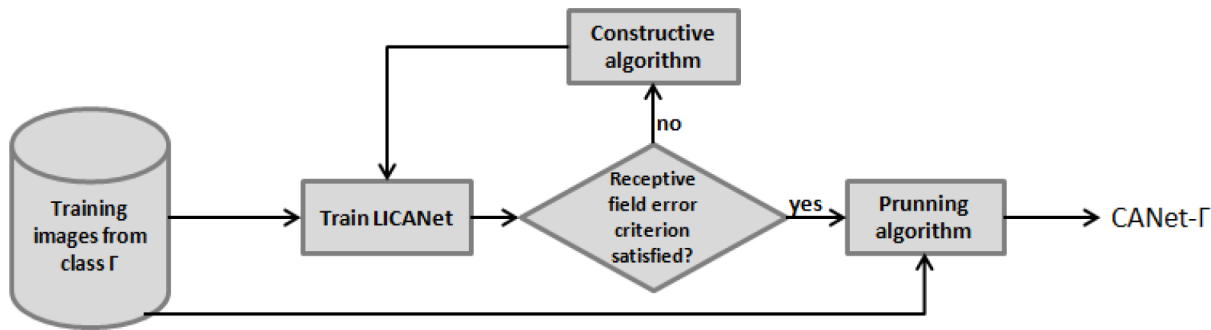 Constructive
algorithm
no
Training
images from
class Γ
Train LICANet
Receptive
field error
criterion
satisfied?
yes
Prunning
algorithm
CANet-Γ